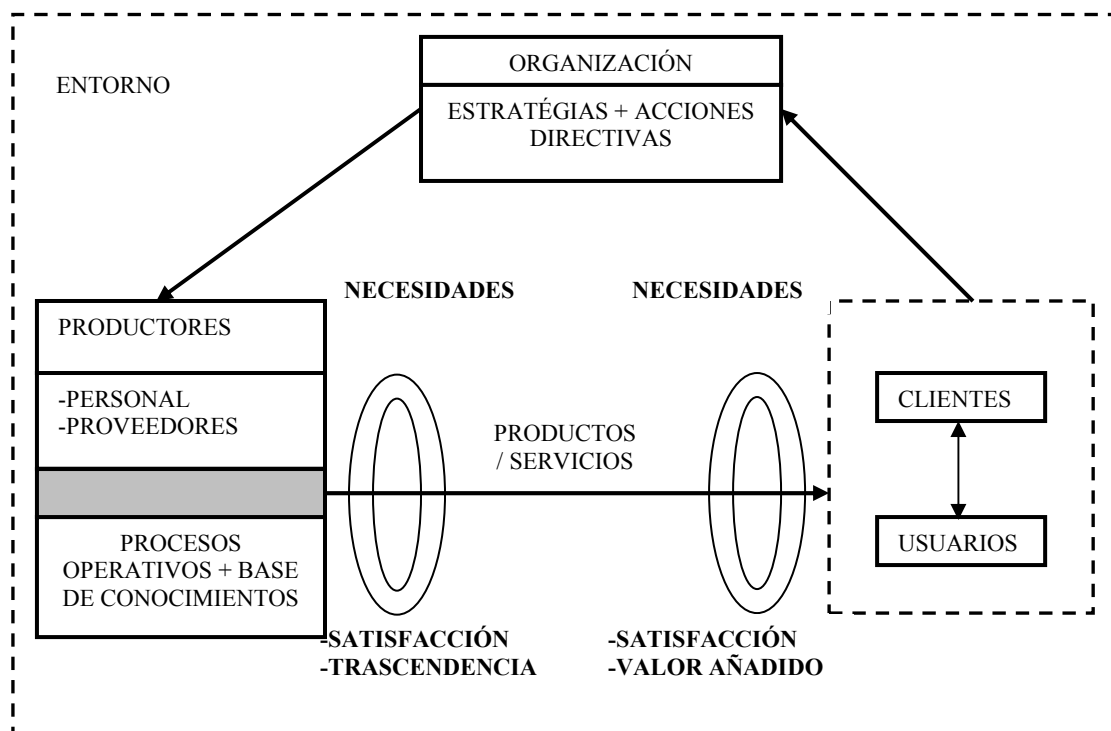 ORGANIZACIÓN
ENTORNO
ESTRATÉGIAS + ACCIONES
DIRECTIVAS
NECESIDADES
NECESIDADES
PRODUCTORES
-PERSONAL
-PROVEEDORES
PROCESOS
OPERATIVOS + BASE
DE CONOCIMIENTOS
PRODUCTOS
/ SERVICIOS
CLIENTES
USUARIOS
-SATISFACCIÓN
-TRASCENDENCIA
-SATISFACCIÓN
-VALOR AÑADIDO